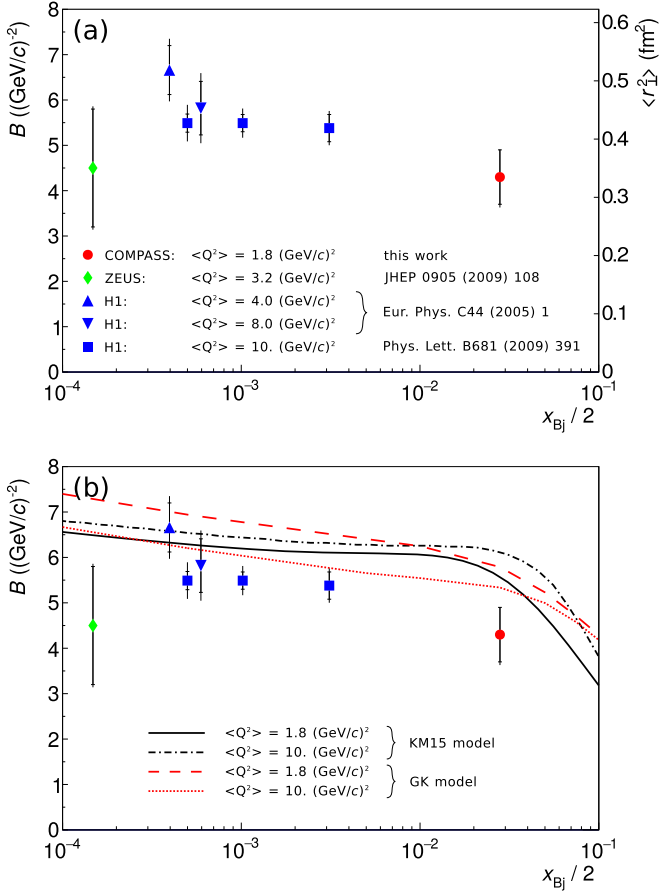 (a)
B ((GeV/c)⁻²)
<r²⊥> (fm²)
8
7
6
5
4
3
2
1
0
0.6
0.5
0.4
0.3
0.2
0.1
0
COMPASS: <Q²> = 1.8 (GeV/c)² this work
ZEUS: <Q²> = 3.2 (GeV/c)² JHEP 0905 (2009) 108
H1: <Q²> = 4.0 (GeV/c)²
Eur. Phys. C44 (2005) 1
H1: <Q²> = 8.0 (GeV/c)²
H1: <Q²> = 10. (GeV/c)² Phys. Lett. B681 (2009) 391
10⁻⁴ 10⁻³ 10⁻² 10⁻¹
x_Bj / 2
(b)
B ((GeV/c)⁻²)
8
7
6
5
4
3
2
1
0
<Q²> = 1.8 (GeV/c)²
KM15 model
<Q²> = 10. (GeV/c)²
<Q²> = 1.8 (GeV/c)²
GK model
<Q²> = 10. (GeV/c)²
10⁻⁴ 10⁻³ 10⁻² 10⁻¹
x_Bj / 2